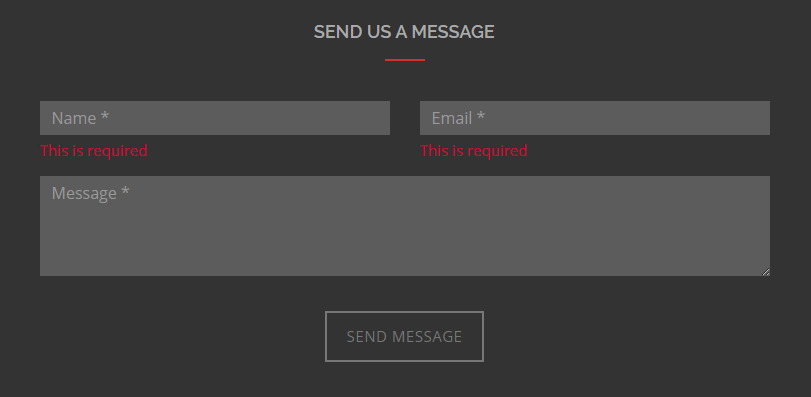 SEND US A MESSAGE
Name *
Email *
This is required
This is required
Message *
SEND MESSAGE